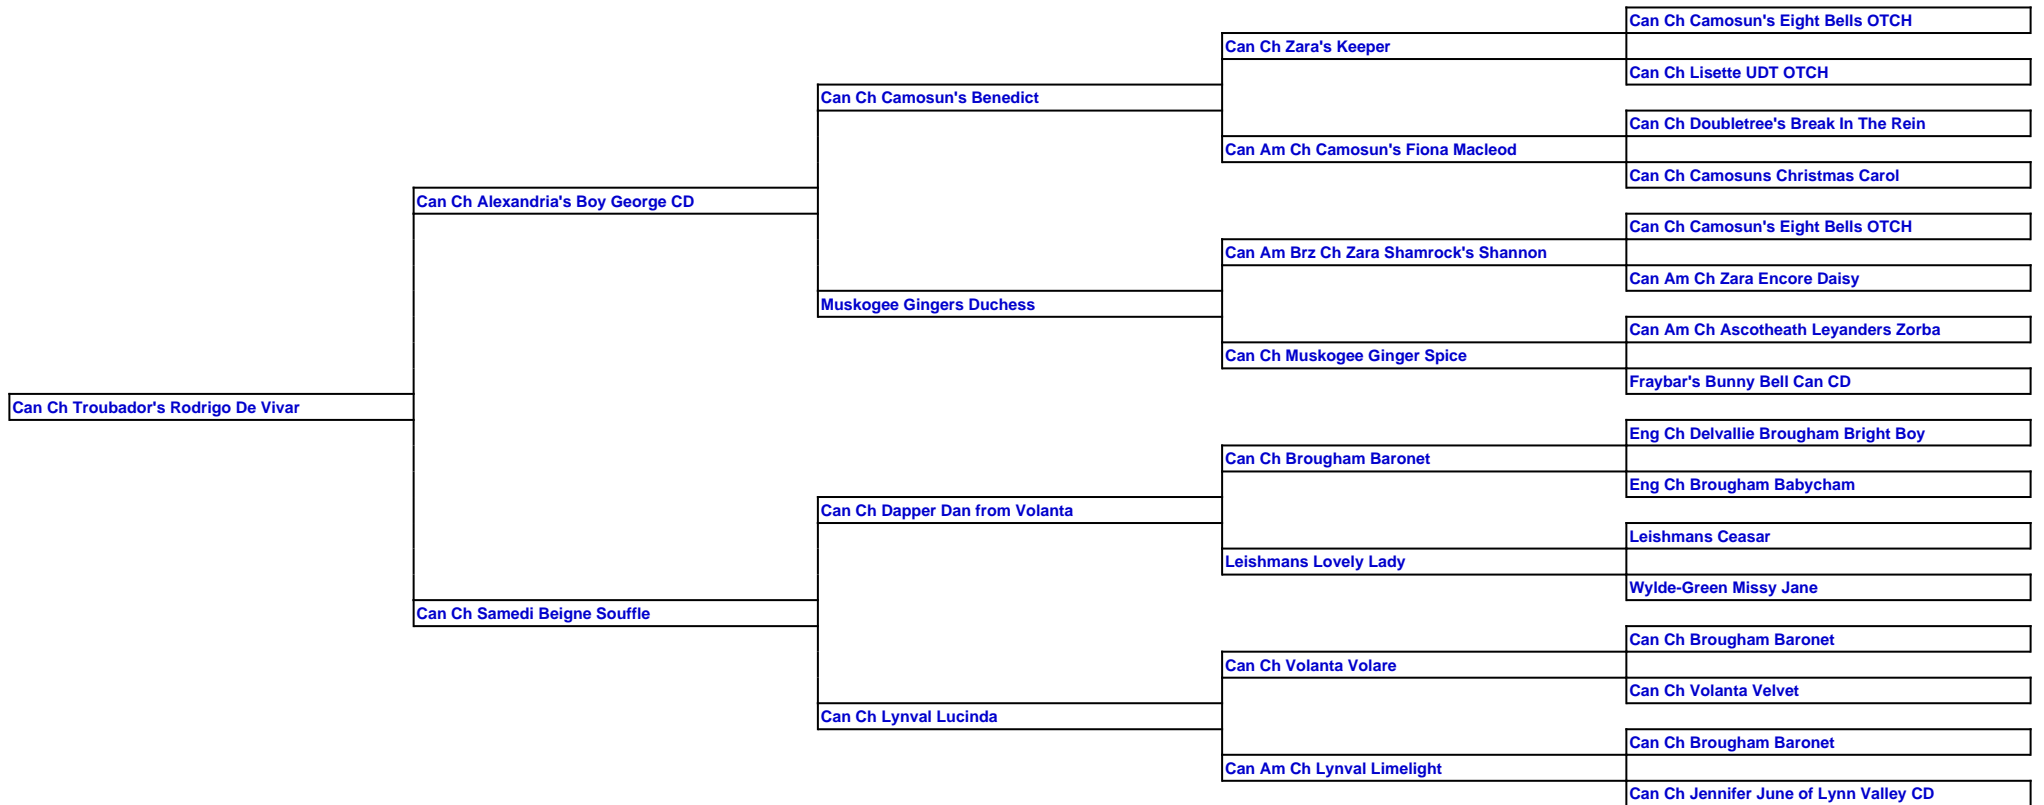 Can Ch Camosun's Eight Bells OTCH
Can Ch Zara's Keeper
Can Ch Lisette UDT OTCH
Can Ch Camosun's Benedict
Can Ch Doubletree's Break In The Rein
Can Am Ch Camosun's Fiona Macleod
Can Ch Camosuns Christmas Carol
Can Ch Alexandria's Boy George CD
Can Ch Camosun's Eight Bells OTCH
Can Am Brz Ch Zara Shamrock's Shannon
Can Am Ch Zara Encore Daisy
Muskogee Gingers Duchess
Can Am Ch Ascotheath Leyanders Zorba
Can Ch Muskogee Ginger Spice
Fraybar's Bunny Bell Can CD
Can Ch Troubador's Rodrigo De Vivar
Eng Ch Delvallie Brougham Bright Boy
Can Ch Brougham Baronet
Eng Ch Brougham Babycham
Can Ch Dapper Dan from Volanta
Leishmans Ceasar
Leishmans Lovely Lady
Wylde-Green Missy Jane
Can Ch Samedi Beigne Souffle
Can Ch Brougham Baronet
Can Ch Volanta Volare
Can Ch Volanta Velvet
Can Ch Lynval Lucinda
Can Ch Brougham Baronet
Can Am Ch Lynval Limelight
Can Ch Jennifer June of Lynn Valley CD